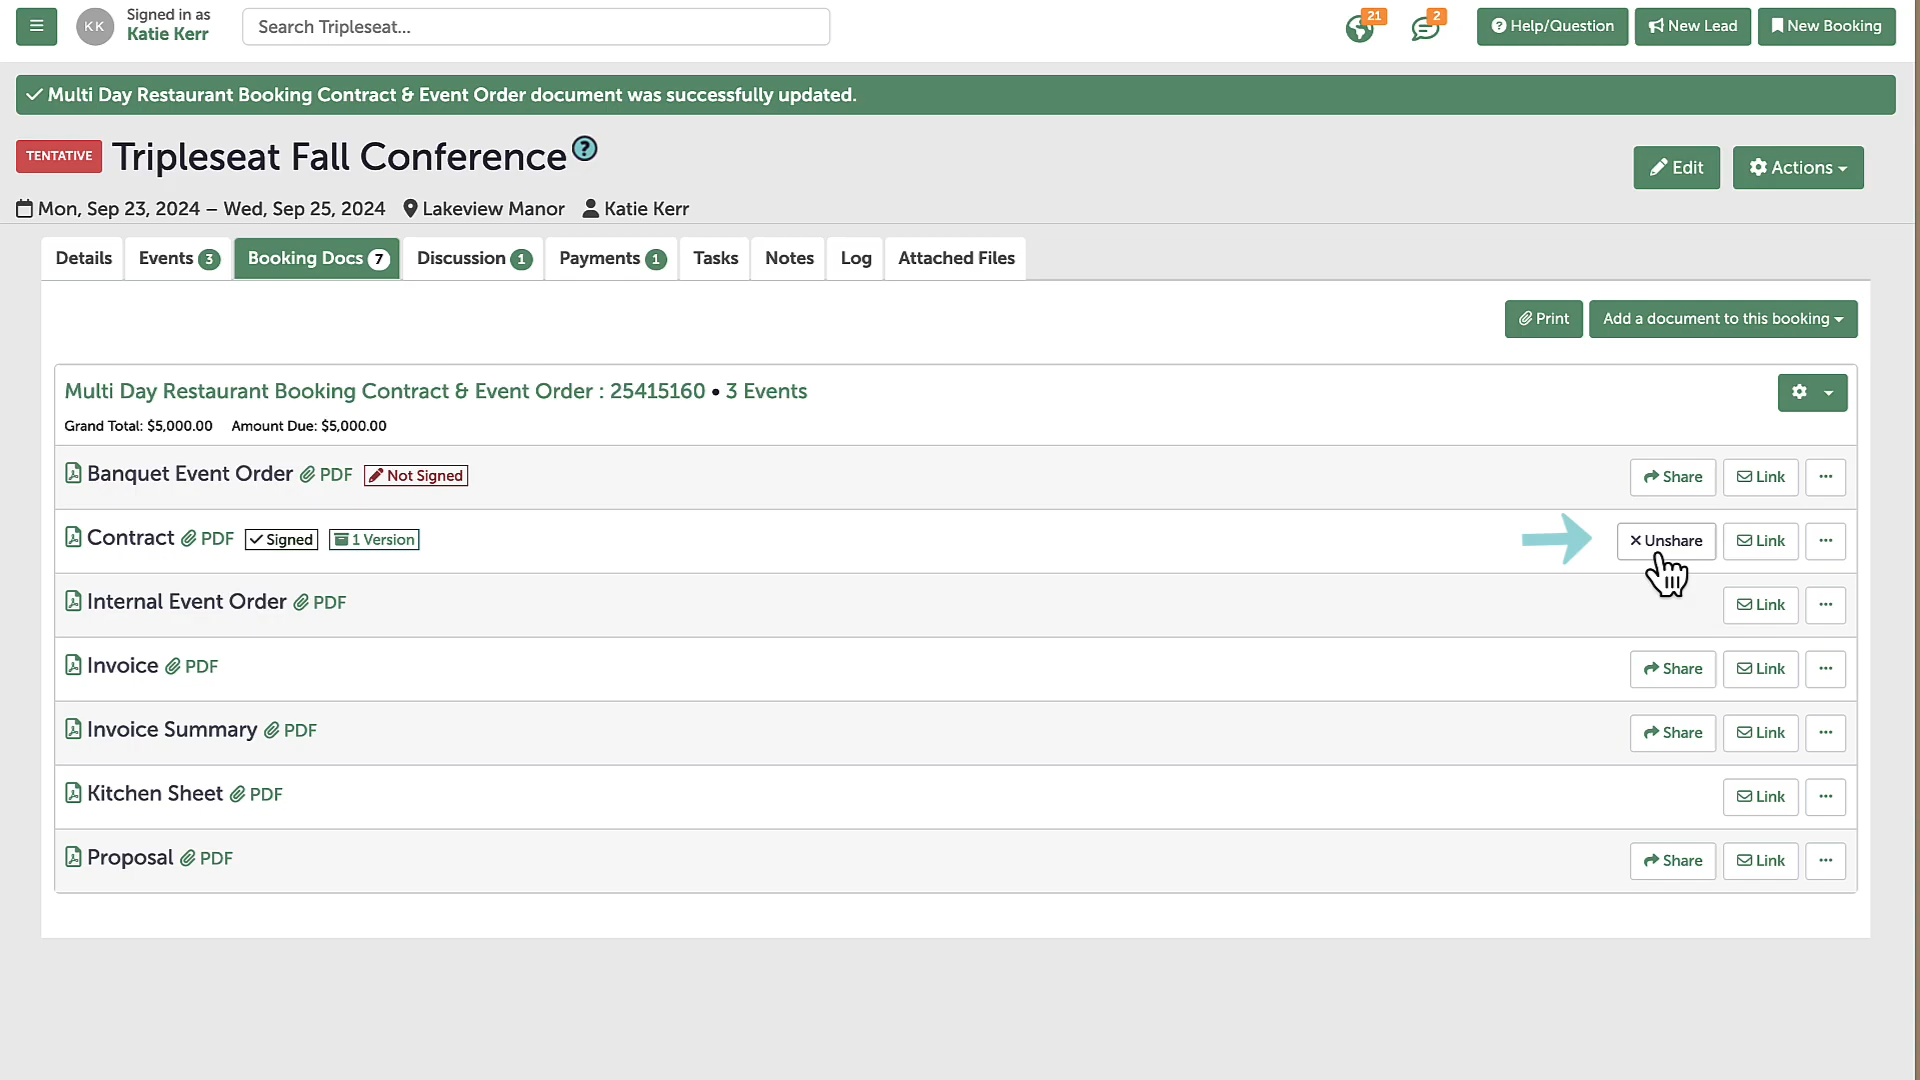 KK Signed in as
Katie Kerr
Search Tripleseat...
21
2
Help/Question
New Lead
New Booking
Multi Day Restaurant Booking Contract & Event Order document was successfully updated.
TENTATIVE Tripleseat Fall Conference ?
Edit
Actions
Mon, Sep 23, 2024 – Wed, Sep 25, 2024 Lakeview Manor Katie Kerr
Details Events 3 Booking Docs 7 Discussion 1 Payments 1 Tasks Notes Log Attached Files
Print Add a document to this booking
Multi Day Restaurant Booking Contract & Event Order : 25415160 • 3 Events
Grand Total: $5,000.00 Amount Due: $5,000.00
Banquet Event Order PDF Not Signed Share Link ...
Contract PDF Signed 1 Version Unshare Link ...
Internal Event Order PDF Link ...
Invoice PDF Share Link ...
Invoice Summary PDF Share Link ...
Kitchen Sheet PDF Link ...
Proposal PDF Share Link ...